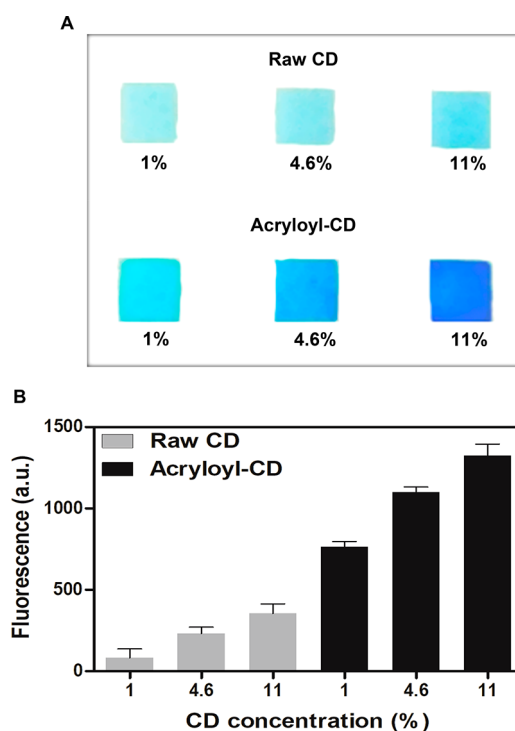 A
Raw CD
1% 4.6% 11%
Acryloyl-CD
1% 4.6% 11%
B
1500
1000
500
0
Fluorescence (a.u.)
Raw CD
Acryloyl-CD
1 4.6 11 1 4.6 11
CD concentration (%)